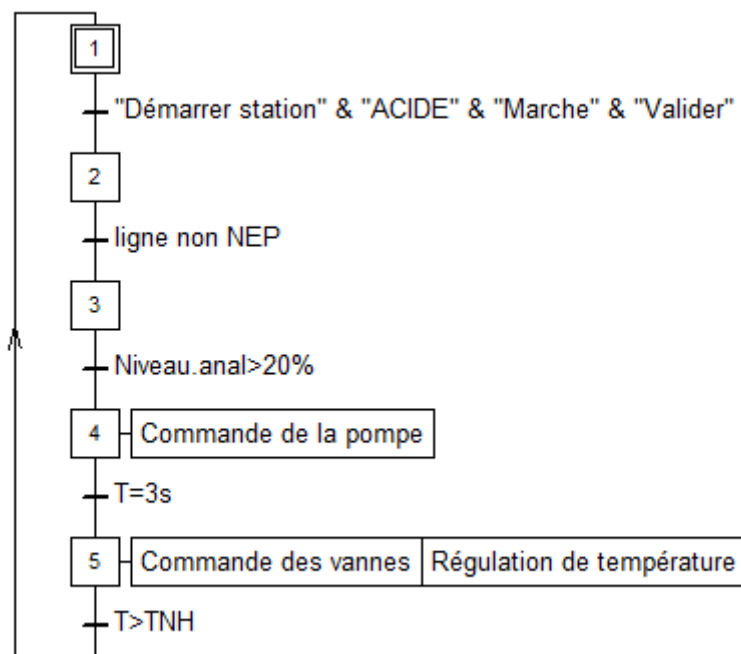 1
"Démarrer station" & "ACIDE" & "Marche" & "Valider"
2
ligne non NEP
3
Niveau.anal>20%
4 Commande de la pompe
T=3s
5 Commande des vannes Régulation de température
T>TNH